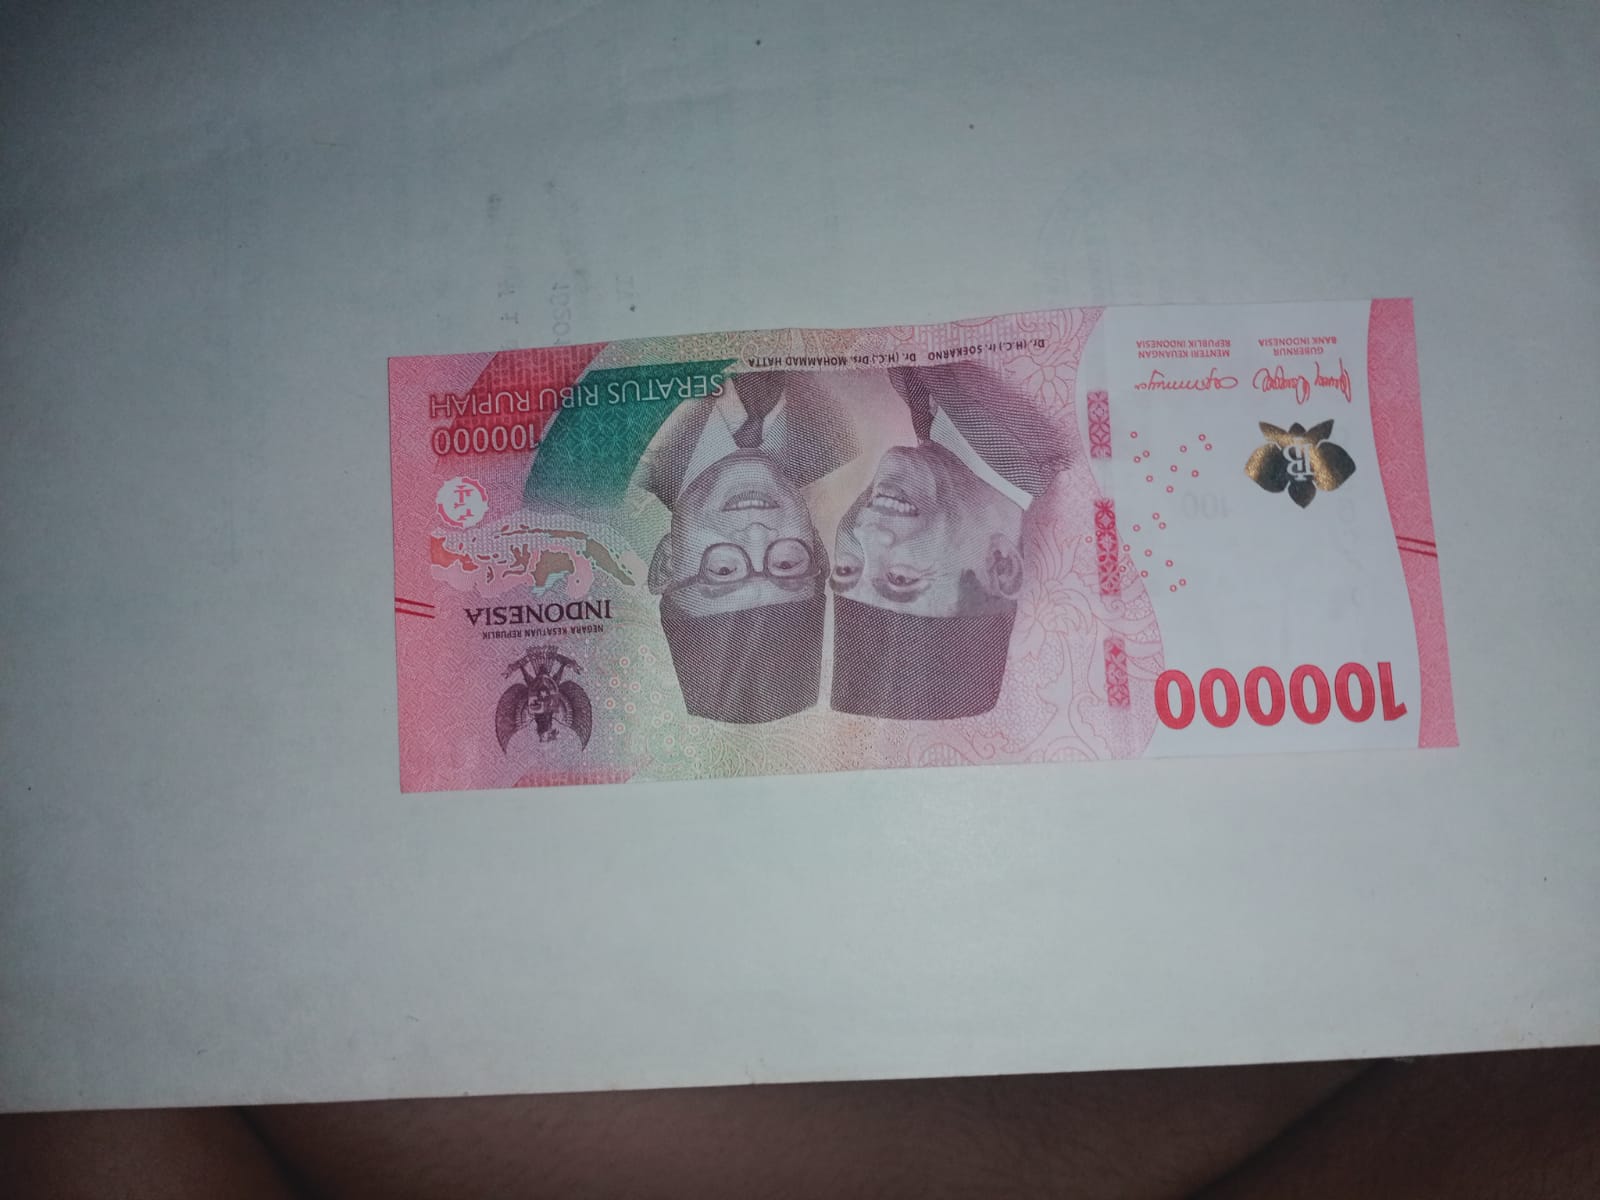 100000
NEGARA KESATUAN REPUBLIK
INDONESIA
100000
SERATUS RIBU RUPIAH
GUBERNUR
BANK INDONESIA
MENTERI KEUANGAN
REPUBLIK INDONESIA
Dr. (H.C.) Ir. SOEKARNO Dr. (H.C.) Drs. MOHAMMAD HATTA